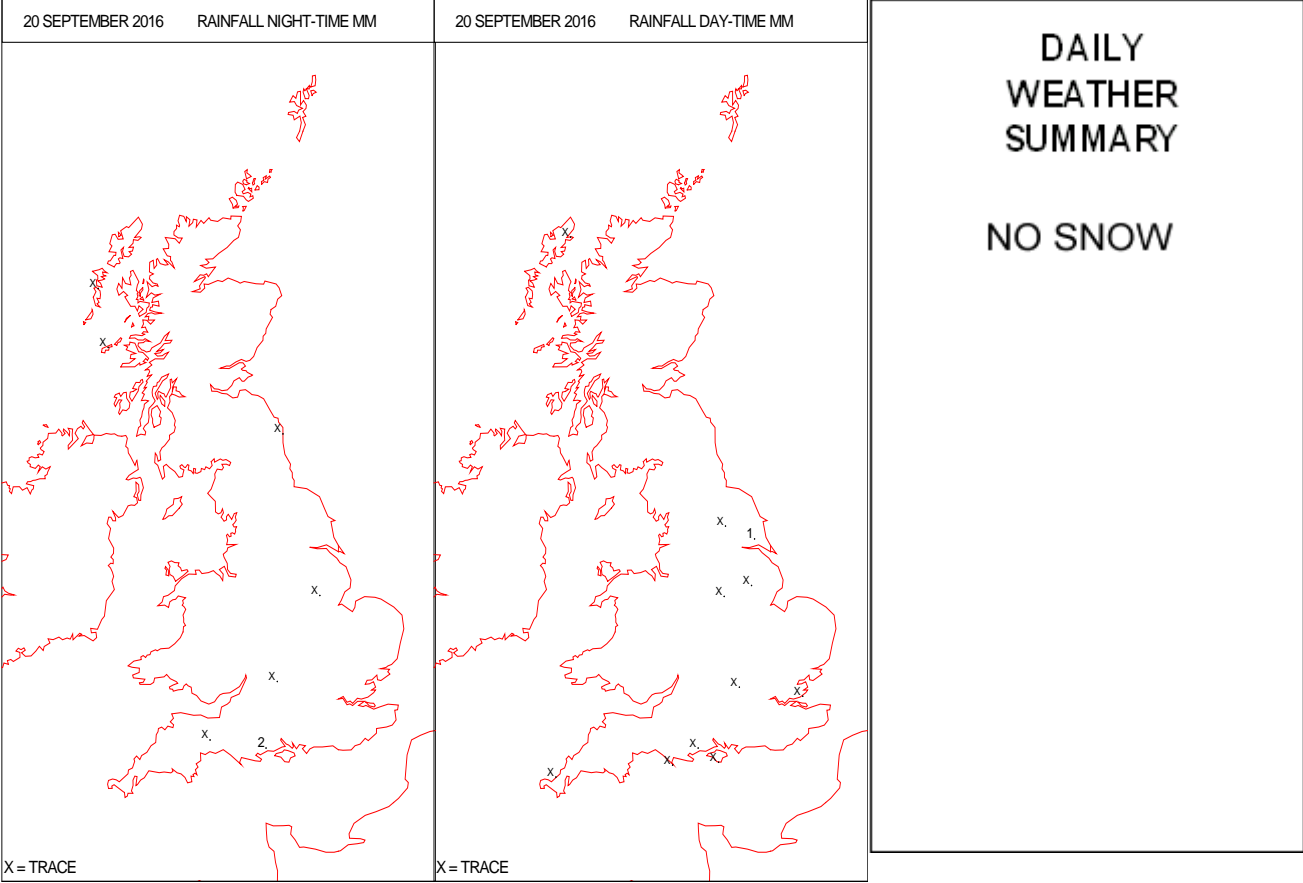 20 SEPTEMBER 2016 RAINFALL NIGHT-TIME MM
X
X.
X.
X.
X.
X.
2.
X = TRACE
20 SEPTEMBER 2016 RAINFALL DAY-TIME MM
X.
X.
1.
X.
X.
X.
X.
X.
X.
X.
X.
X = TRACE
DAILY
WEATHER
SUMMARY
NO SNOW